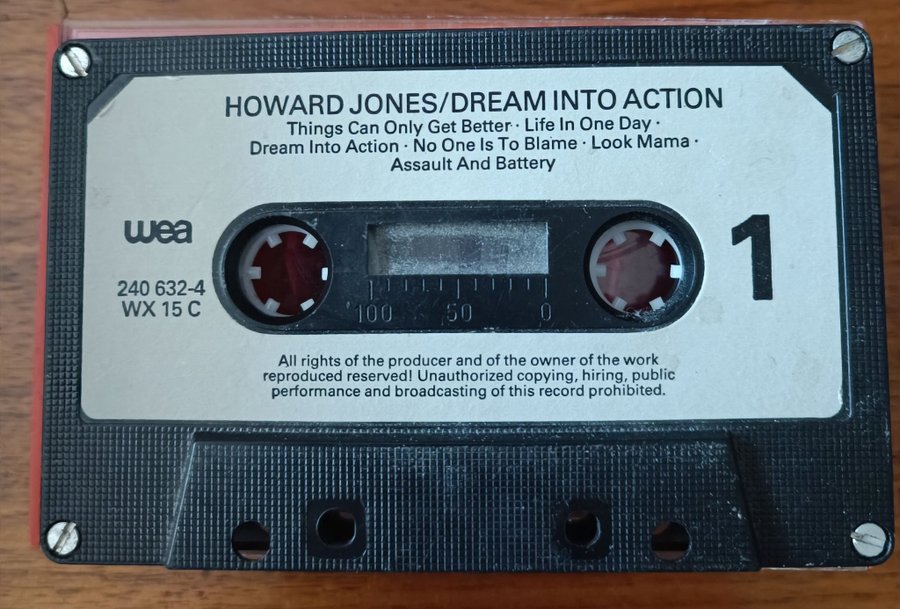 HOWARD JONES/DREAM INTO ACTION
Things Can Only Get Better · Life In One Day ·
Dream Into Action · No One Is To Blame · Look Mama ·
Assault And Battery
wea
1
240 632-4
WX 15 C
100 50 0
All rights of the producer and of the owner of the work
reproduced reserved! Unauthorized copying, hiring, public
performance and broadcasting of this record prohibited.